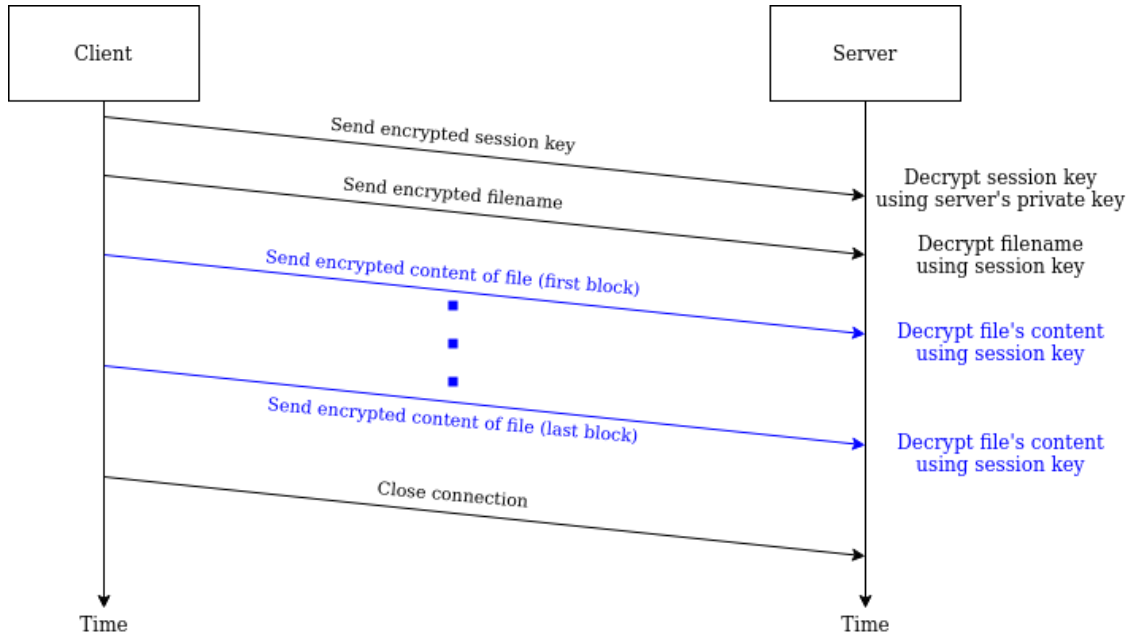 Client
Server
Send encrypted session key
Decrypt session key
using server's private key
Send encrypted filename
Decrypt filename
using session key
Send encrypted content of file (first block)
Decrypt file's content
using session key
Send encrypted content of file (last block)
Decrypt file's content
using session key
Close connection
Time
Time